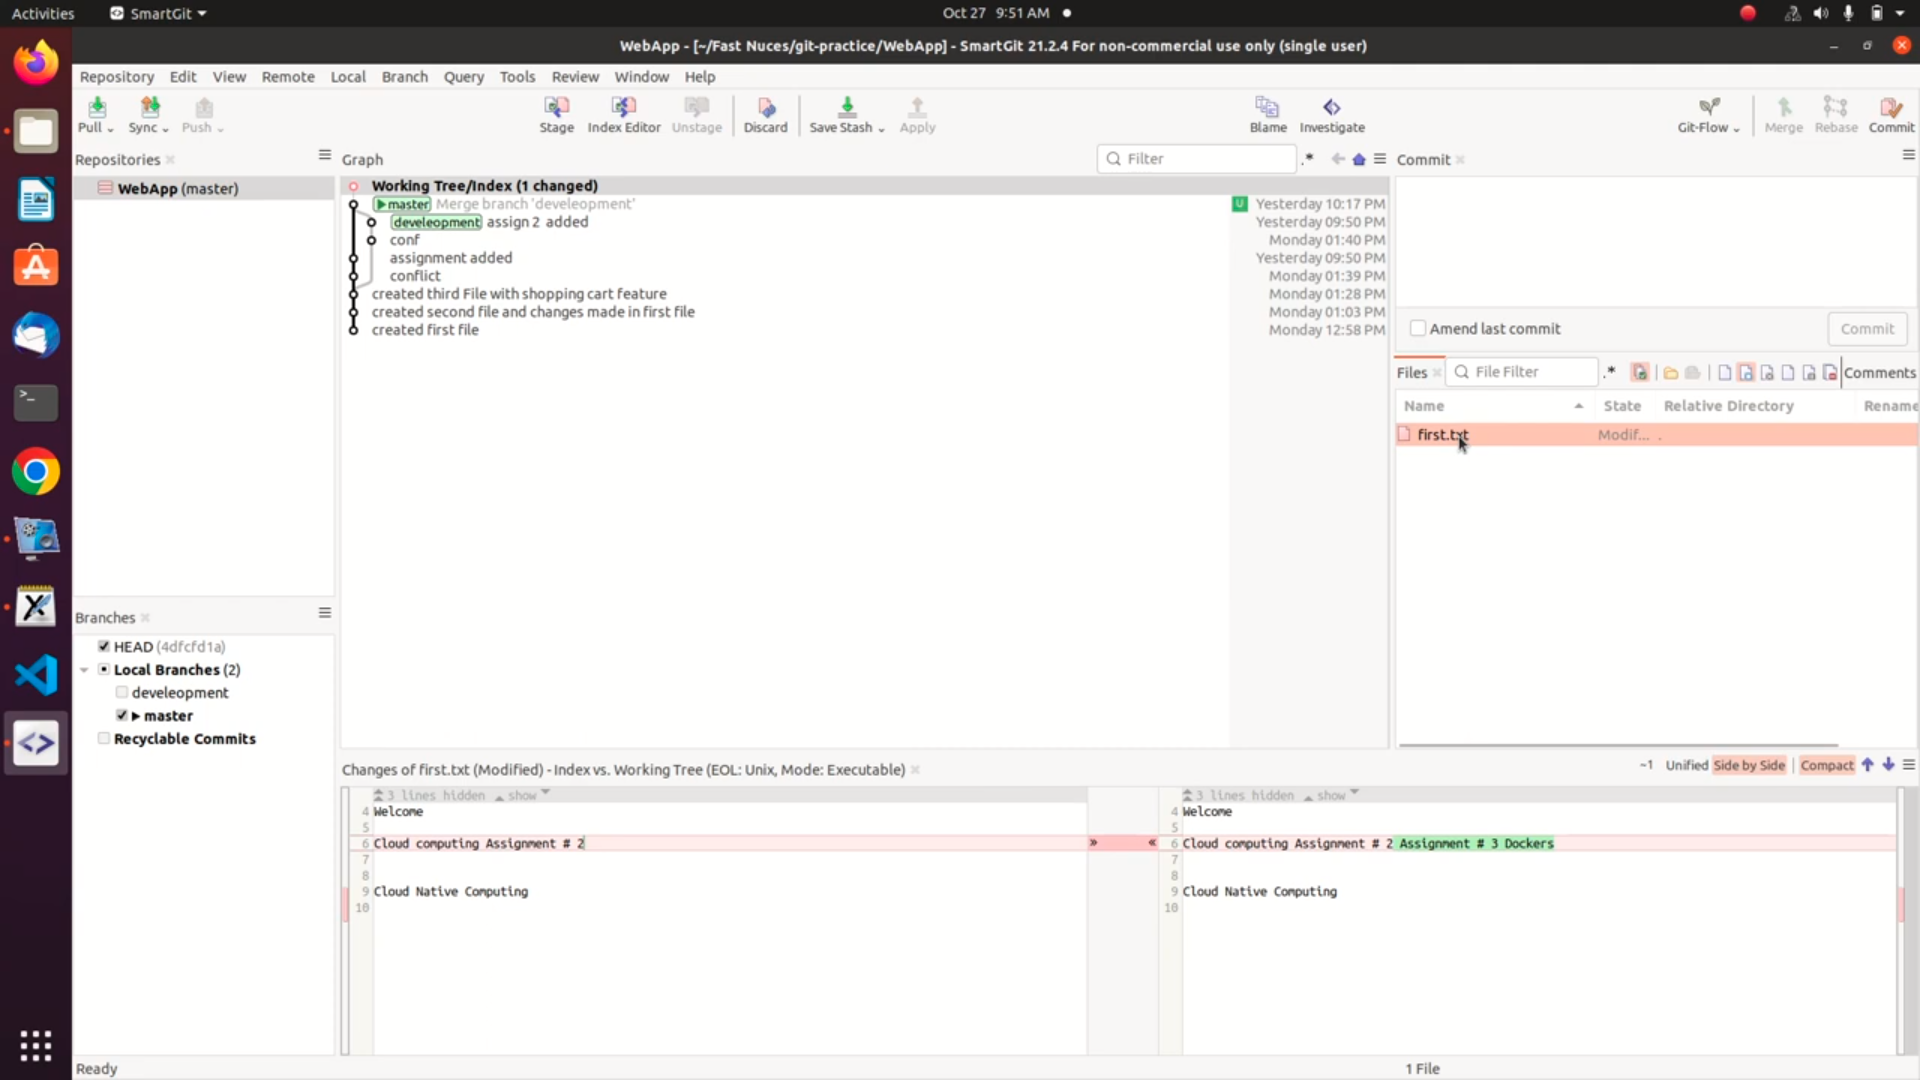 Activities SmartGit Oct 27 9:51 AM
WebApp - [~/Fast Nuces/git-practice/WebApp] - SmartGit 21.2.4 For non-commercial use only (single user)
Repository Edit View Remote Local Branch Query Tools Review Window Help
Pull Sync Push Stage Index Editor Unstage Discard Save Stash Apply Blame Investigate Git-Flow Merge Rebase Commit
Repositories
WebApp (master)
Graph
Filter .*
Working Tree/Index (1 changed)
master Merge branch 'develeopment' U Yesterday 10:17 PM
develeopment assign 2 added Yesterday 09:50 PM
conf Monday 01:40 PM
assignment added Yesterday 09:50 PM
conflict Monday 01:39 PM
created third File with shopping cart feature Monday 01:28 PM
created second file and changes made in first file Monday 01:03 PM
created first file Monday 12:58 PM
Commit
Amend last commit Commit
Files File Filter .* Comments
Name State Relative Directory Rename
first.txt Modif... .
Branches
HEAD (4dfcfd1a)
Local Branches (2)
develeopment
master
Recyclable Commits
Changes of first.txt (Modified) - Index vs. Working Tree (EOL: Unix, Mode: Executable)
~1 Unified Side by Side Compact
3 lines hidden show
4 Welcome
5
6 Cloud computing Assignment # 2
7
8
9 Cloud Native Computing
10
3 lines hidden show
4 Welcome
5
6 Cloud computing Assignment # 2 Assignment # 3 Dockers
7
8
9 Cloud Native Computing
10
Ready 1 File